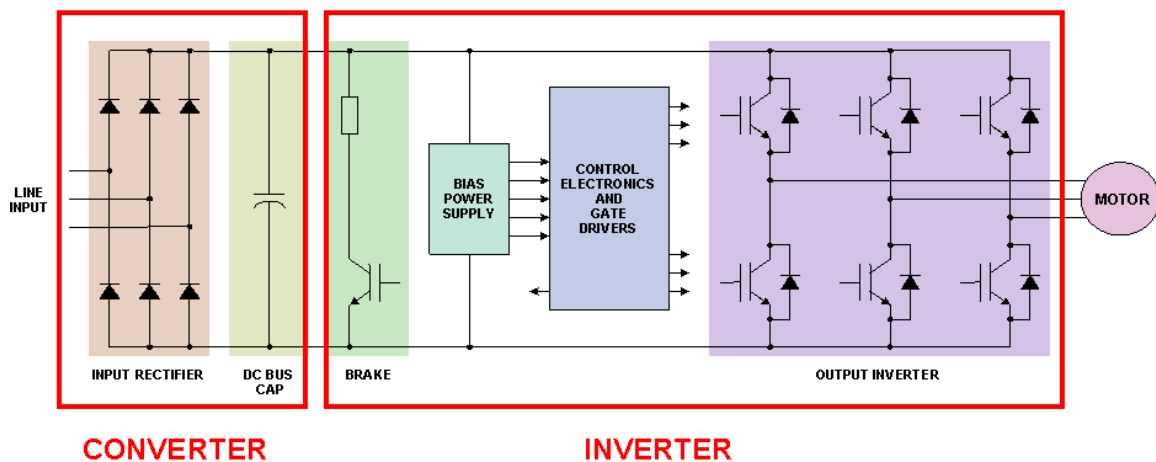 LINE
INPUT
BIAS
POWER
SUPPLY
CONTROL
ELECTRONICS
AND
GATE
DRIVERS
MOTOR
INPUT RECTIFIER
DC BUS
CAP
BRAKE
OUTPUT INVERTER
CONVERTER
INVERTER